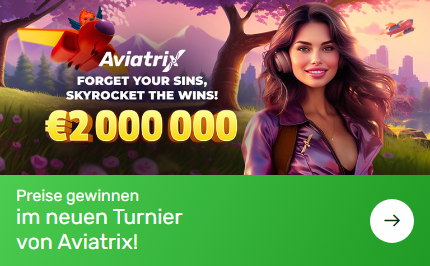 Aviatrix
FORGET YOUR SINS,
SKYROCKET THE WINS!
€2 000 000
Preise gewinnen
im neuen Turnier
von Aviatrix!